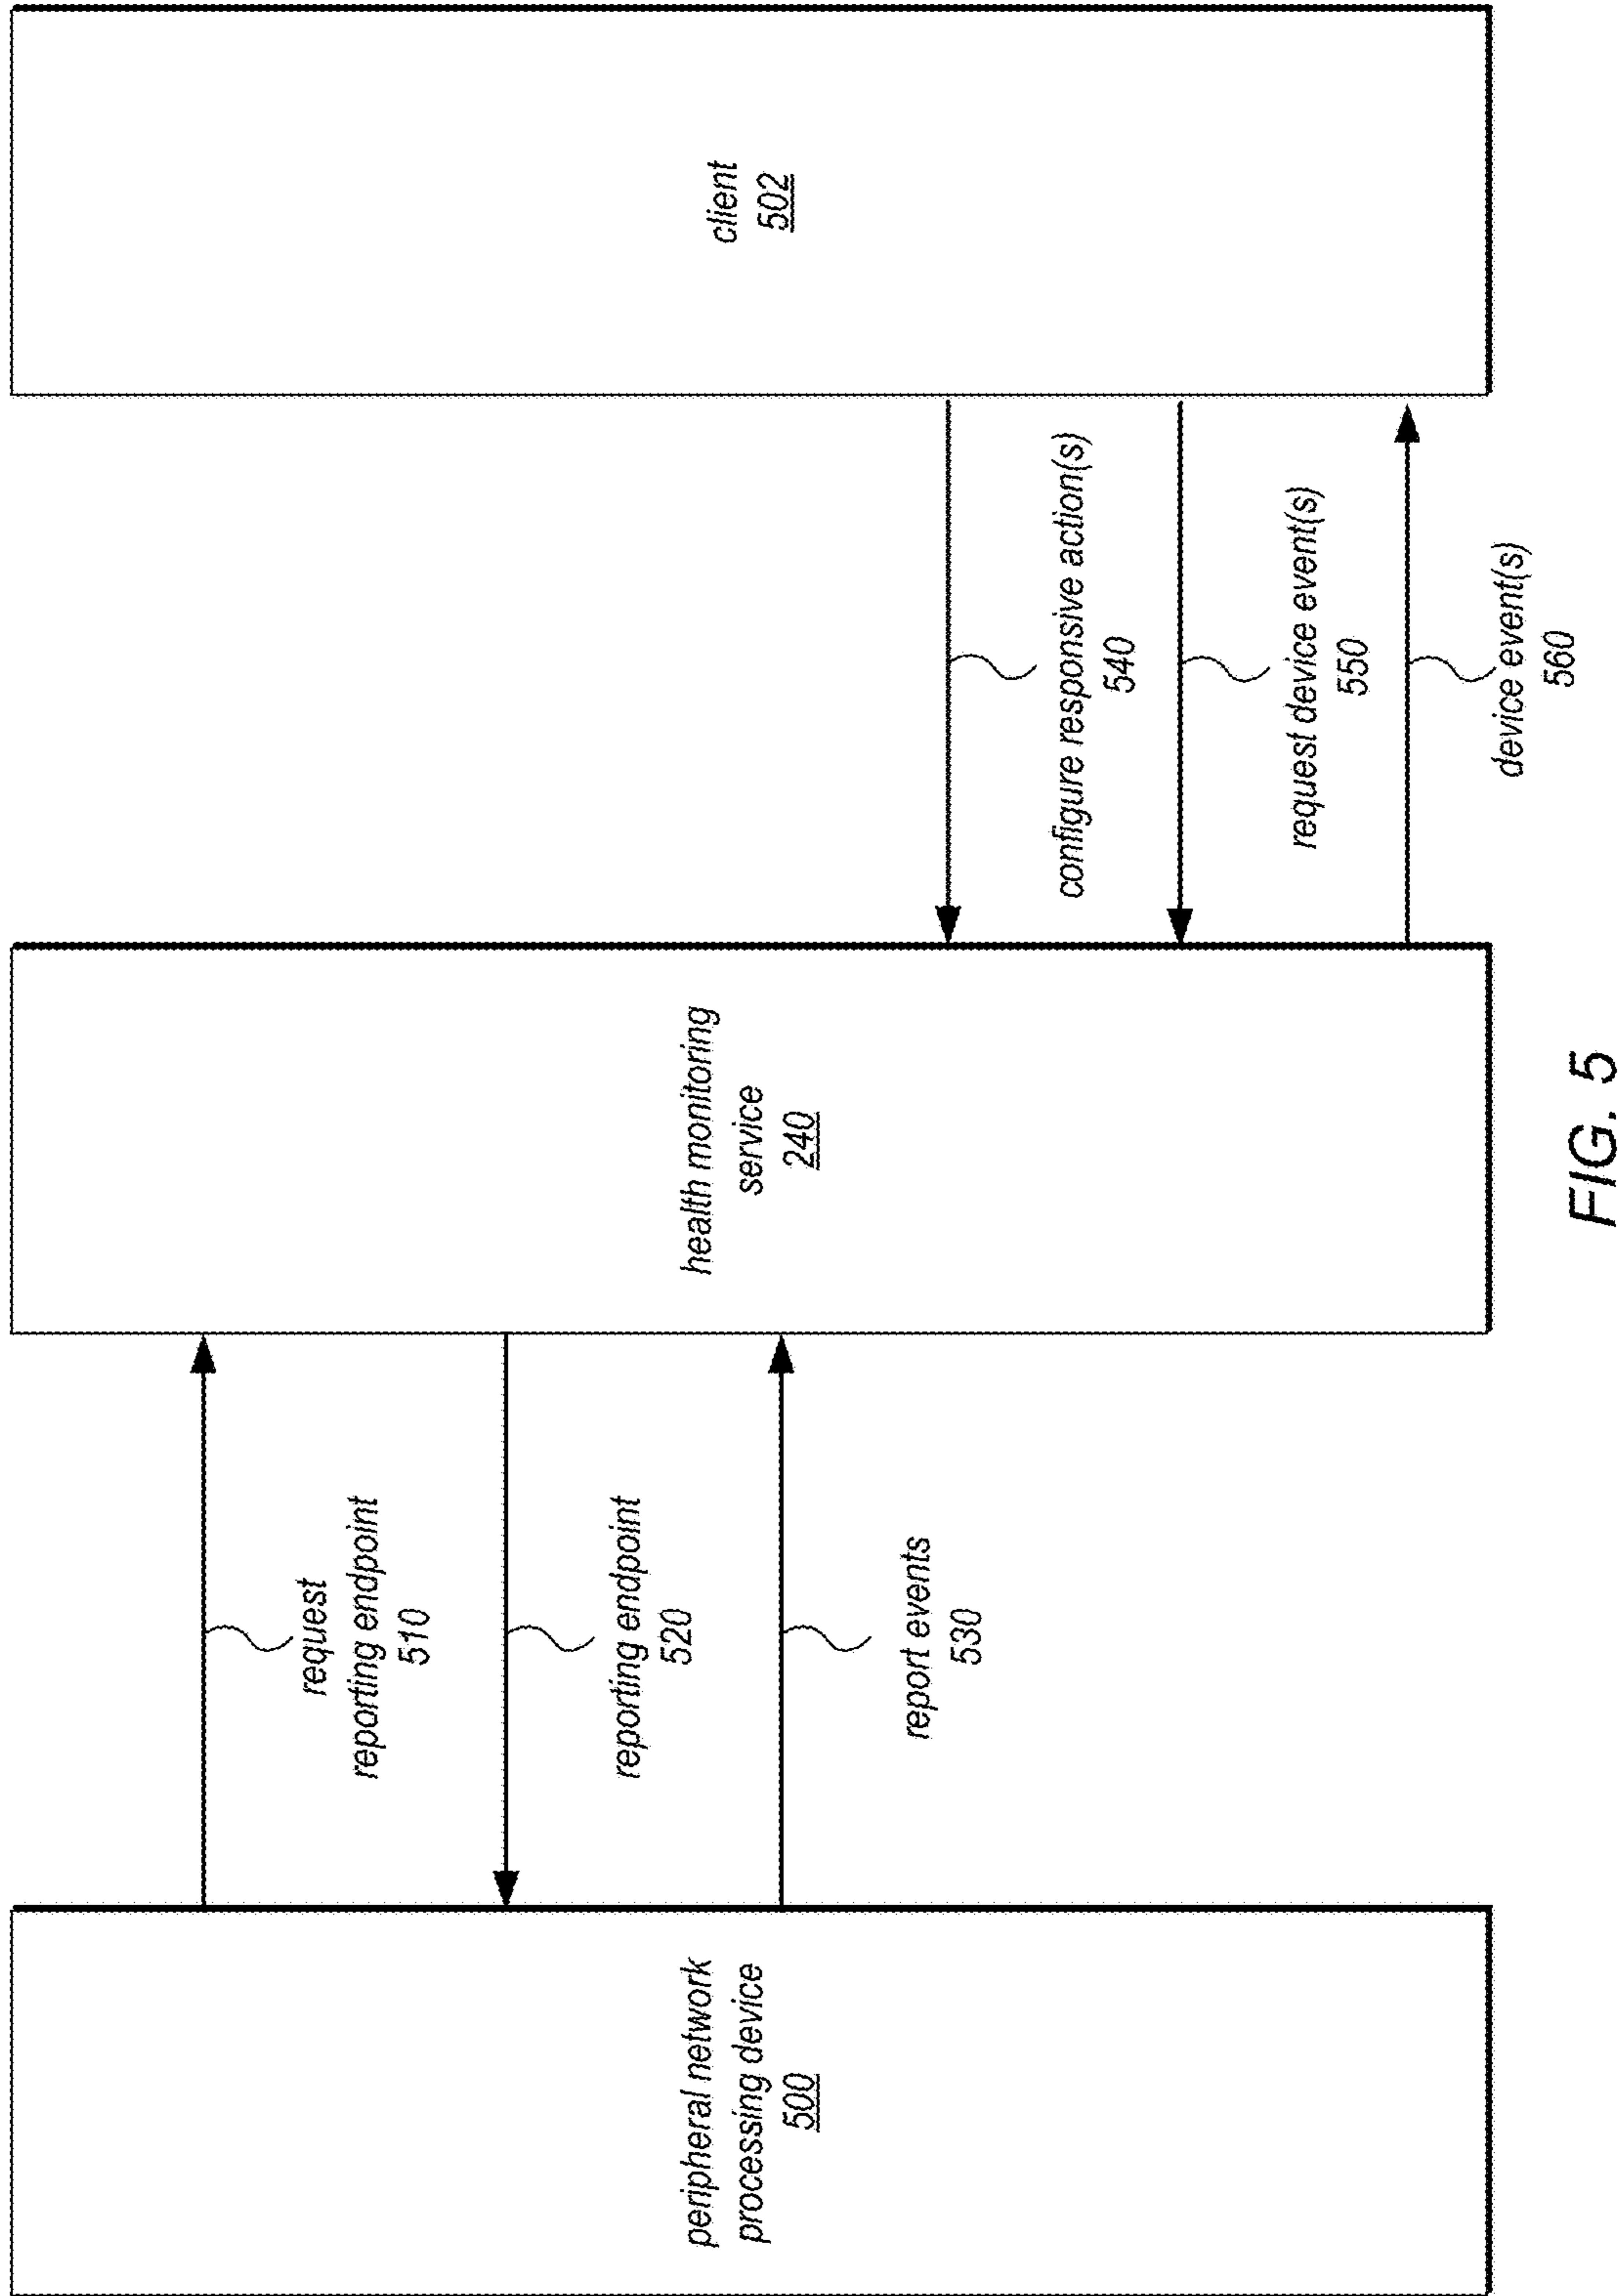 peripheral network
processing device
500
request
reporting endpoint
510
reporting endpoint
520
report events
530
health monitoring
service
240
configure responsive action(s)
540
request device event(s)
550
device event(s)
560
client
502
FIG. 5